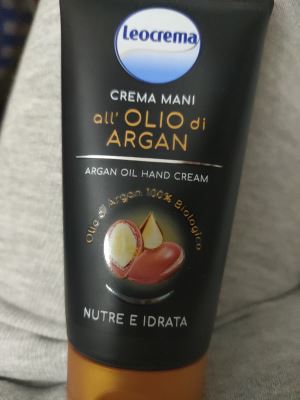 Leocrema
CREMA MANI
all'OLIO di
ARGAN
ARGAN OIL HAND CREAM
Olio di Argan 100% Biologico
NUTRE E IDRATA